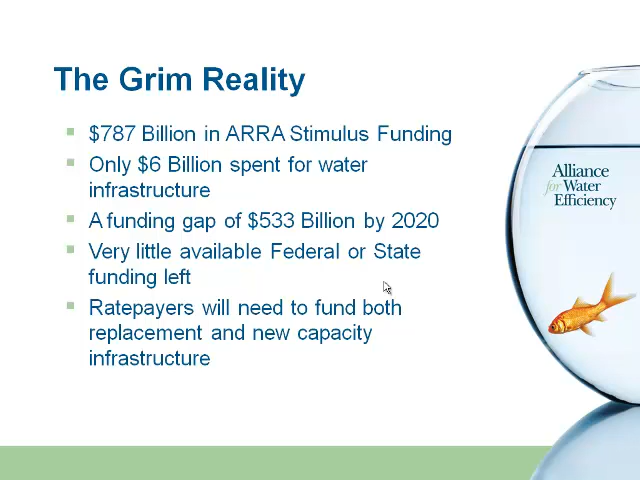 The Grim Reality
$787 Billion in ARRA Stimulus Funding
Only $6 Billion spent for water
infrastructure
A funding gap of $533 Billion by 2020
Very little available Federal or State
funding left
Ratepayers will need to fund both
replacement and new capacity
infrastructure
Alliance
for Water
Efficiency